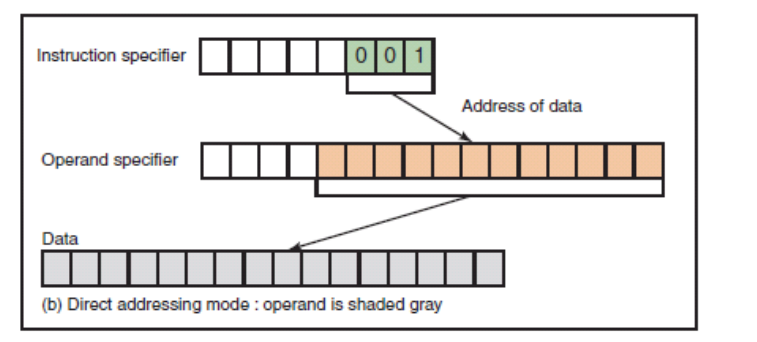 Instruction specifier 0 0 1
Address of data
Operand specifier
Data
(b) Direct addressing mode : operand is shaded gray